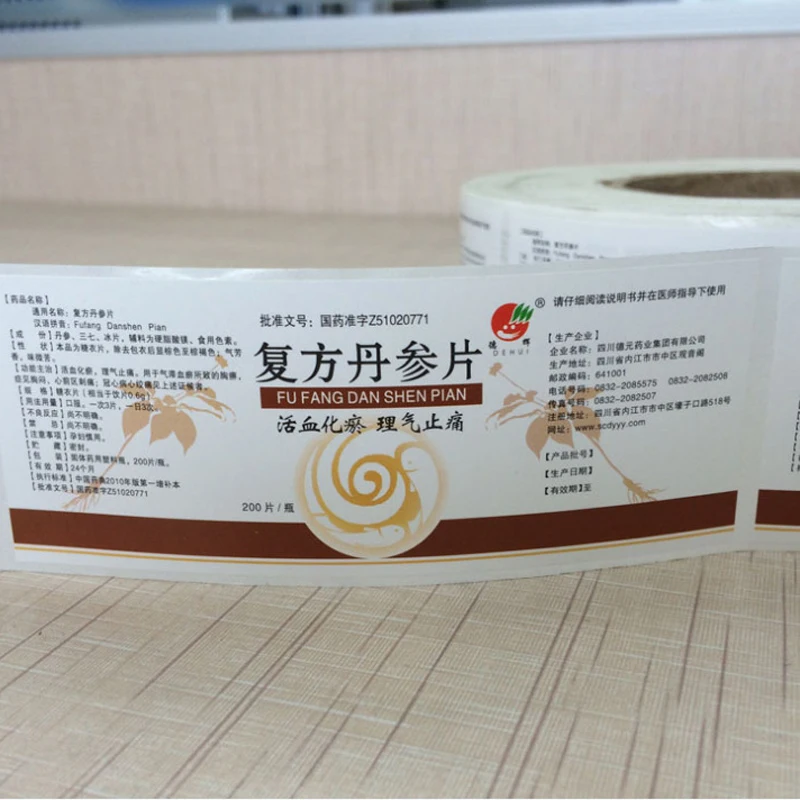 【药品名称】
通用名称：复方丹参片
汉语拼音：Fufang Danshen Pian
【成　份】丹参、三七、冰片，辅料为硬脂酸镁，食用色素。
【性　状】本品为糖衣片，除去包衣后显棕色至棕褐色；气芳
香，味微苦。
【功能主治】活血化瘀，理气止痛。用于气滞血瘀所致的胸痹，
症见胸闷、心前区刺痛；冠心病心绞痛见上述证候者。
【规　格】糖衣片（相当于饮片0.6g）
【用法用量】口服。一次3片，一日3次。
【不良反应】尚不明确。
【禁　忌】尚不明确。
【注意事项】孕妇慎用。
【贮　藏】密封。
【包　装】固体药用塑料瓶，200片/瓶。
【有 效 期】24个月
【执行标准】中国药典2010年版第一增补本
【批准文号】国药准字Z51020771
批准文号：国药准字Z51020771
复方丹参片
FU FANG DAN SHEN PIAN
活血化瘀 理气止痛
200片/瓶
®
德 辉
DEHUI
请仔细阅读说明书并在医师指导下使用
【生产企业】
企业名称：四川德元药业集团有限公司
生产地址：四川省内江市市中区观音阁
邮政编码：641001
电话号码：0832-2085575 0832-2082508
传真号码：0832-2082507
注册地址：四川省内江市市中区壕子口路518号
网址：www.scdyyy.com
【产品批号】
【生产日期】
【有效期】至